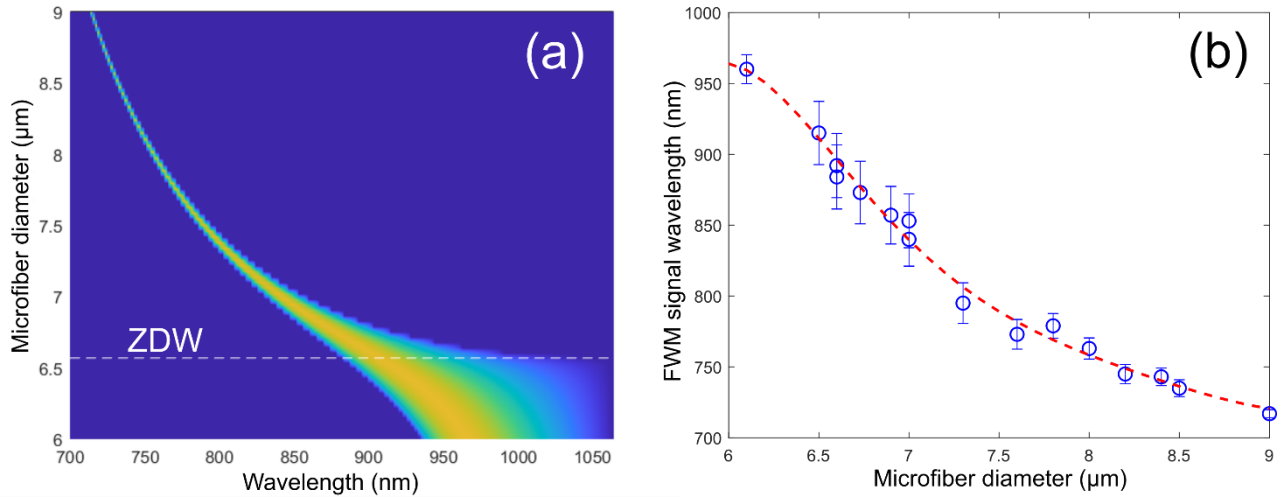 (a)
9
8.5
8
7.5
7
6.5
6
Microfiber diameter (μm)
ZDW
700 750 800 850 900 950 1000 1050
Wavelength (nm)
(b)
1000
950
900
850
800
750
700
FWM signal wavelength (nm)
6 6.5 7 7.5 8 8.5 9
Microfiber diameter (μm)